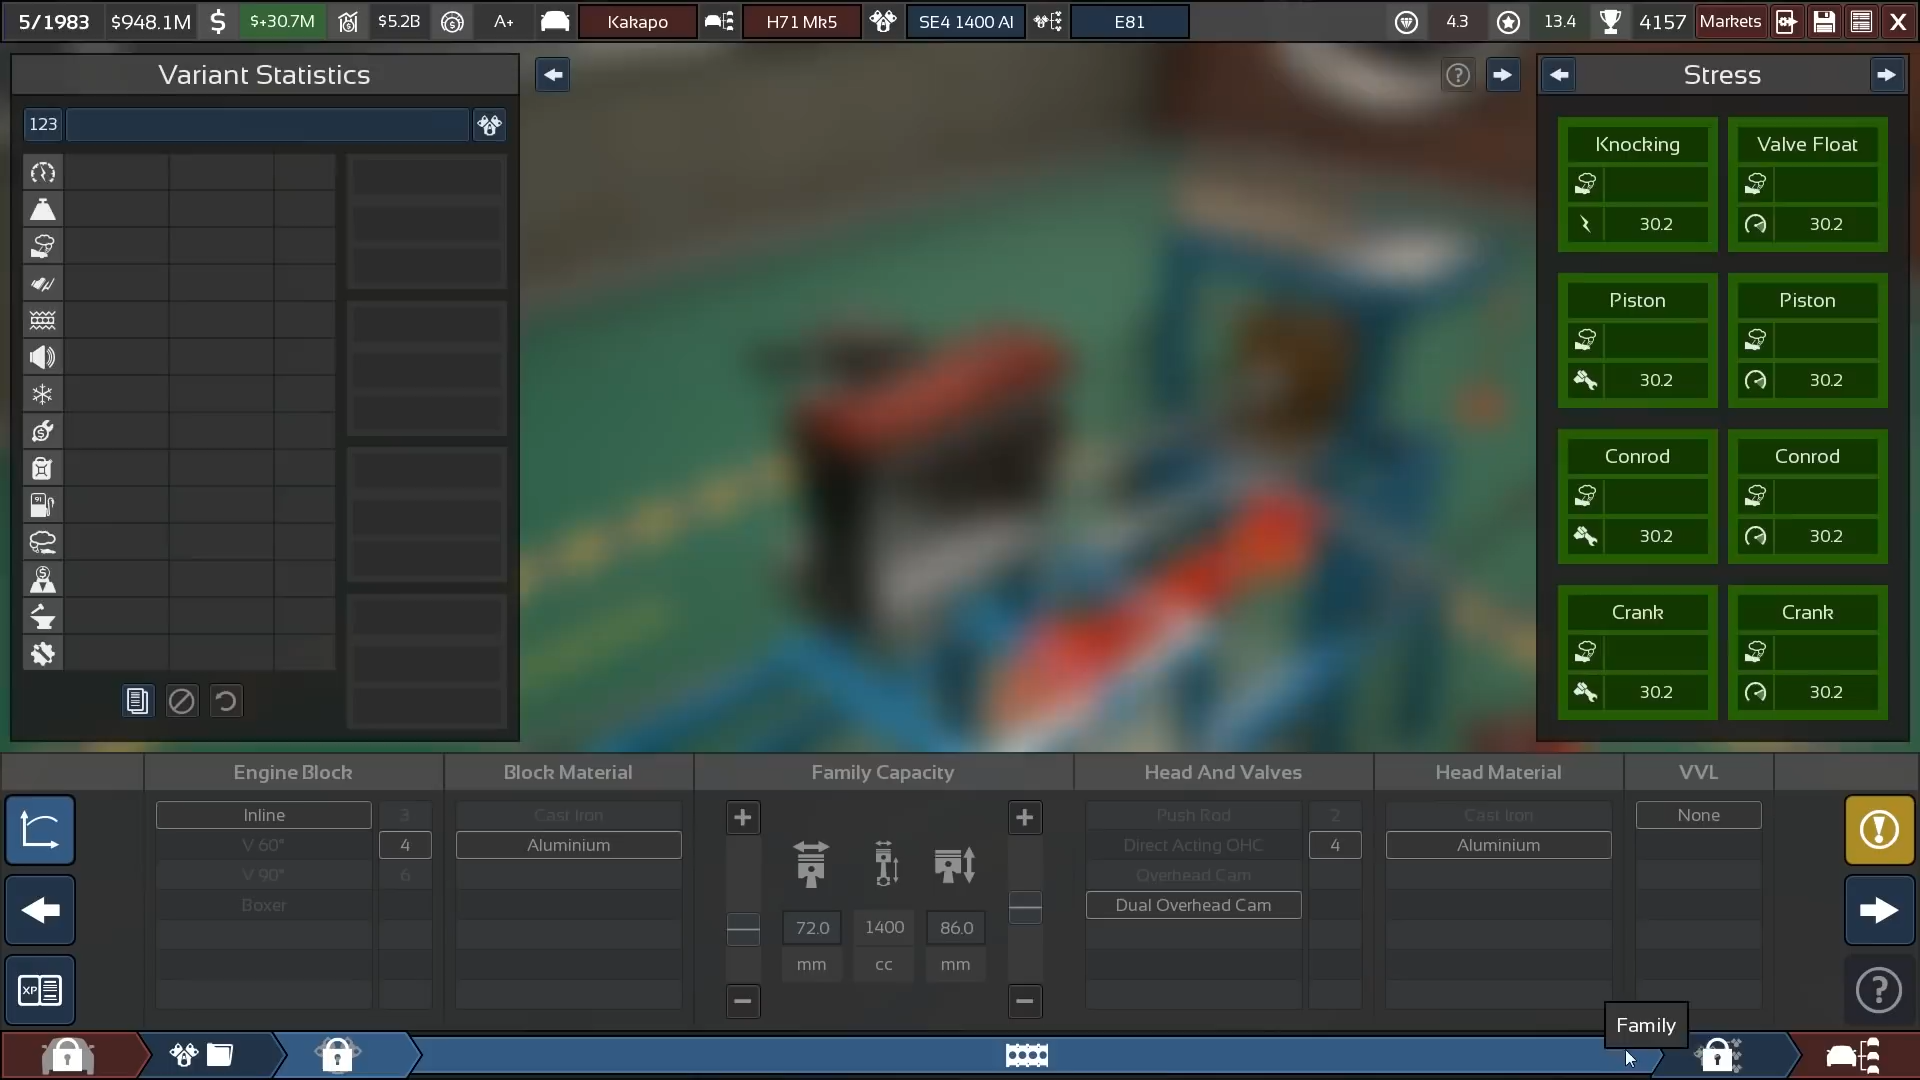 5/1983 $948.1M $ $+30.7M $5.2B A+ Kakapo H71 Mk5 SE4 1400 AI E81 4.3 13.4 4157 Markets X
Variant Statistics
123
Stress
Knocking
30.2
Valve Float
30.2
Piston
30.2
Piston
30.2
Conrod
30.2
Conrod
30.2
Crank
30.2
Crank
30.2
Engine Block
Inline
V 60°
V 90°
Boxer
3
4
6
Block Material
Cast Iron
Aluminium
Family Capacity
+
+
72.0 1400 86.0
mm cc mm
−
−
Head And Valves
Push Rod
Direct Acting OHC
Overhead Cam
Dual Overhead Cam
2
4
Head Material
Cast Iron
Aluminium
VVL
None
XP
?
?
Family